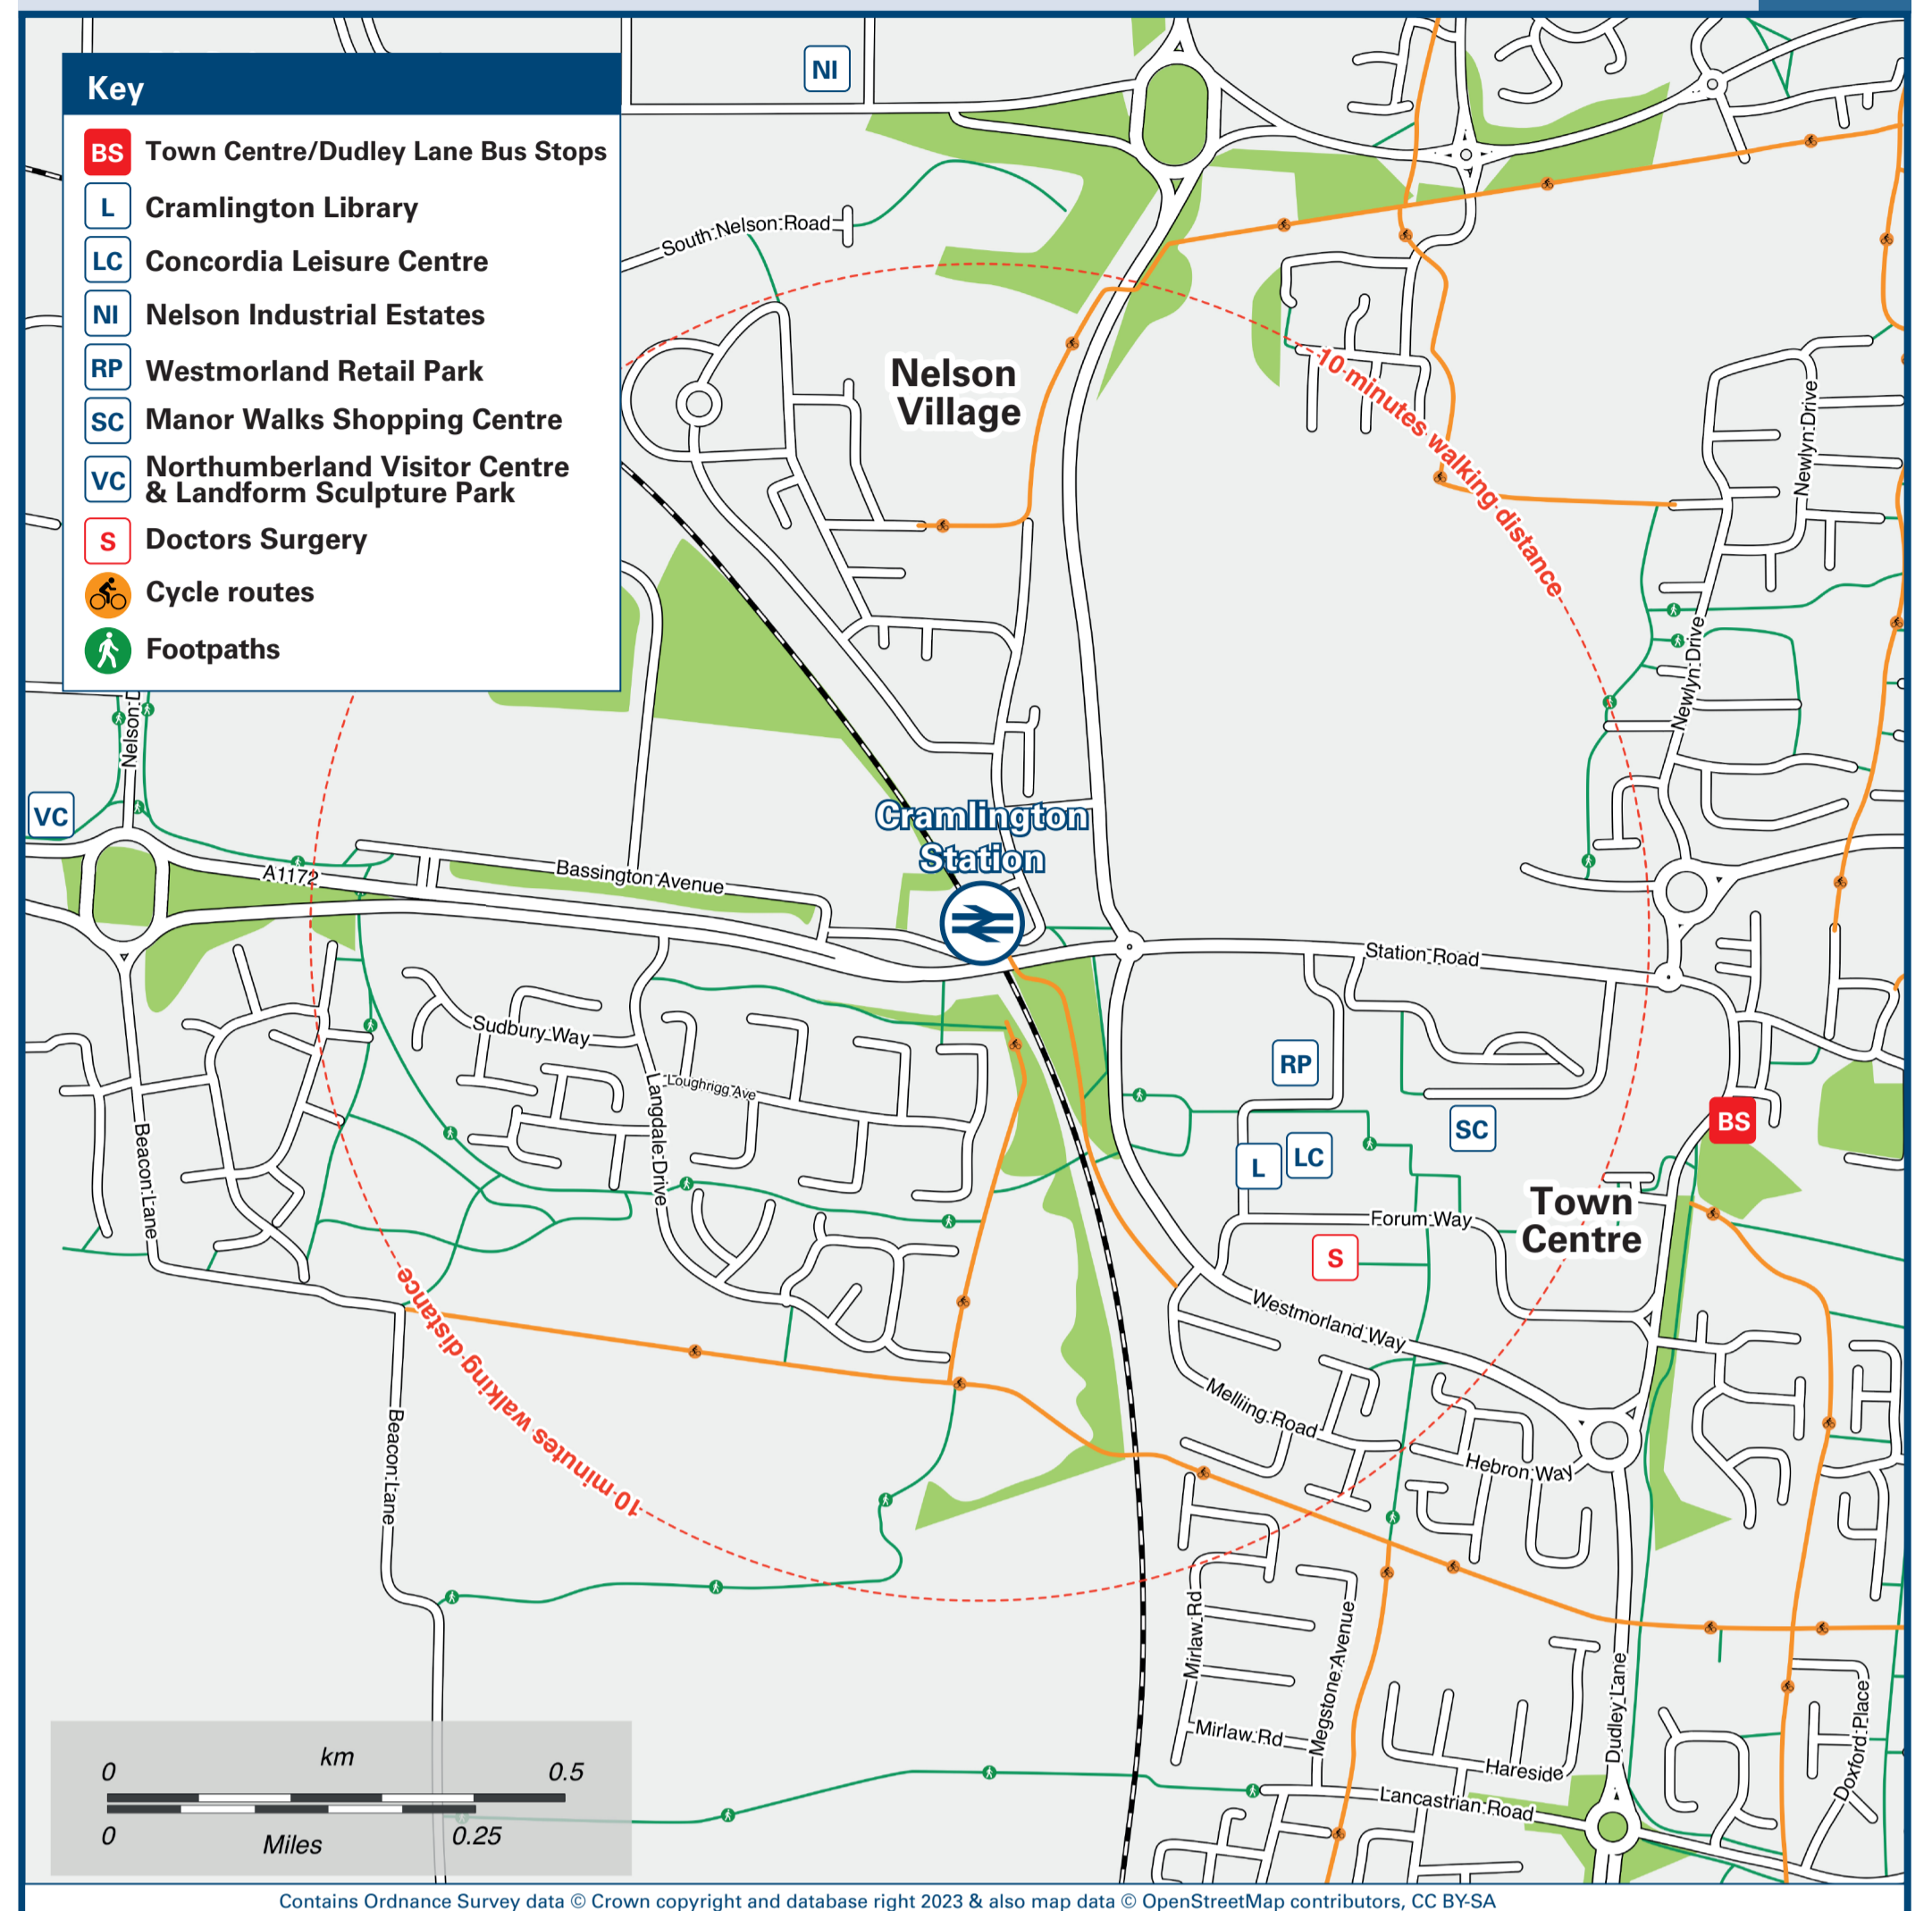 Key
BS Town Centre/Dudley Lane Bus Stops
L Cramlington Library
LC Concordia Leisure Centre
NI Nelson Industrial Estates
RP Westmorland Retail Park
SC Manor Walks Shopping Centre
VC Northumberland Visitor Centre
& Landform Sculpture Park
S Doctors Surgery
Cycle routes
Footpaths
NI
South Nelson Road
Nelson
Village
10 minutes walking distance
Newlyn Drive
Newlyn Drive
Nelson D
VC
Cramlington
Station
A1172
Bassington Avenue
Station Road
Sudbury Way
Loughrigg Ave
Langdale Drive
RP
SC
BS
L
LC
Beacon Lane
Town
Centre
Forum Way
S
Westmorland Way
10 minutes walking distance
Melling Road
Hebron Way
Beacon Lane
Mirlaw Rd
Megstone Avenue
Mirlaw Rd
Dudley Lane
Doxford Place
Hareside
Lancastrian Road
km
0 0.5
0 0.25
Miles
Contains Ordnance Survey data © Crown copyright and database right 2023 & also map data © OpenStreetMap contributors, CC BY-SA